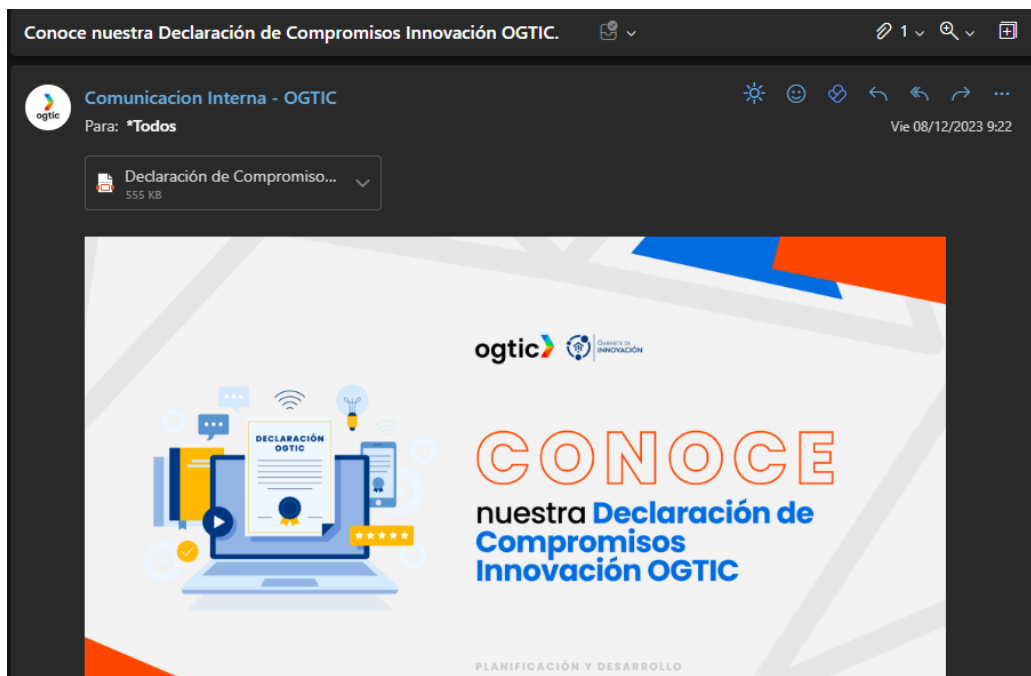 Conoce nuestra Declaración de Compromisos Innovación OGTIC.
1
ogtic
Comunicacion Interna - OGTIC
Para: *Todos
Vie 08/12/2023 9:22
Declaración de Compromiso...
555 KB
ogtic
GABINETE DE
INNOVACIÓN
DECLARACIÓN
OGTIC
CONOCE
nuestra Declaración de
Compromisos
Innovación OGTIC
PLANIFICACIÓN Y DESARROLLO